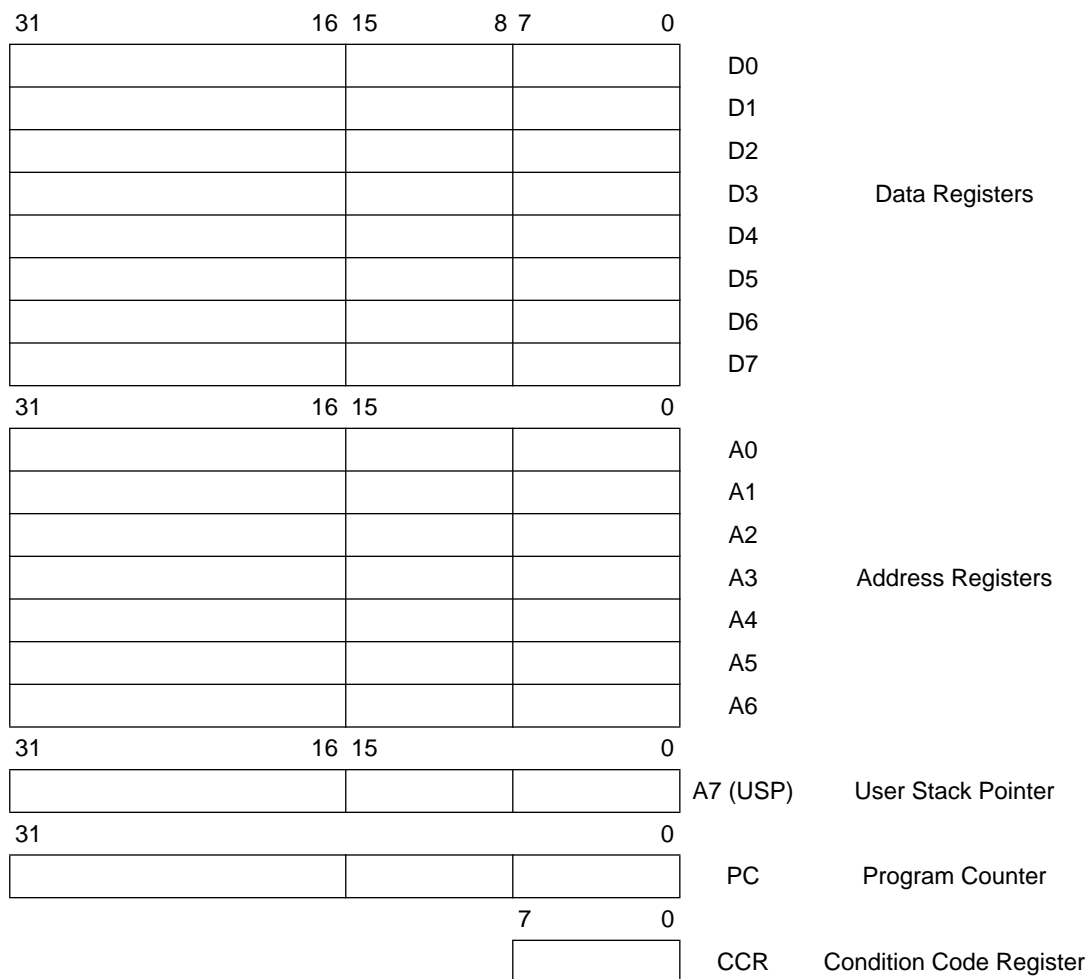 31 16 15 8 7 0
D0
D1
D2
D3 Data Registers
D4
D5
D6
D7
31 16 15 0
A0
A1
A2
A3 Address Registers
A4
A5
A6
31 16 15 0
A7 (USP) User Stack Pointer
31 0
PC Program Counter
7 0
CCR Condition Code Register